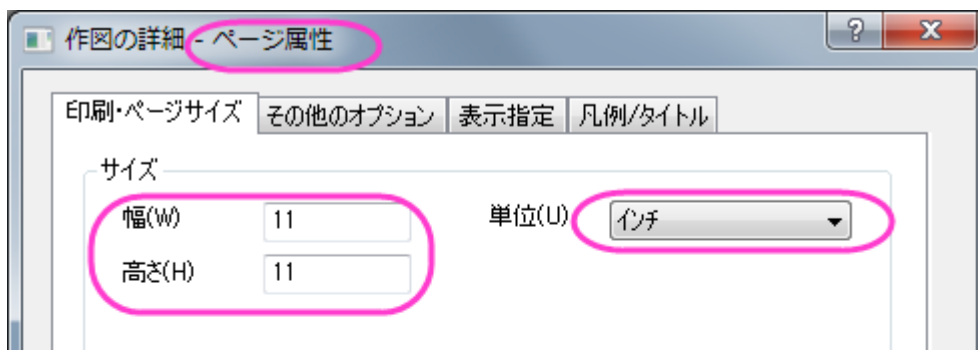 作図の詳細 - ページ属性
印刷・ページサイズ その他のオプション 表示指定 凡例/タイトル
サイズ
幅(W) 11 単位(U) インチ
高さ(H) 11